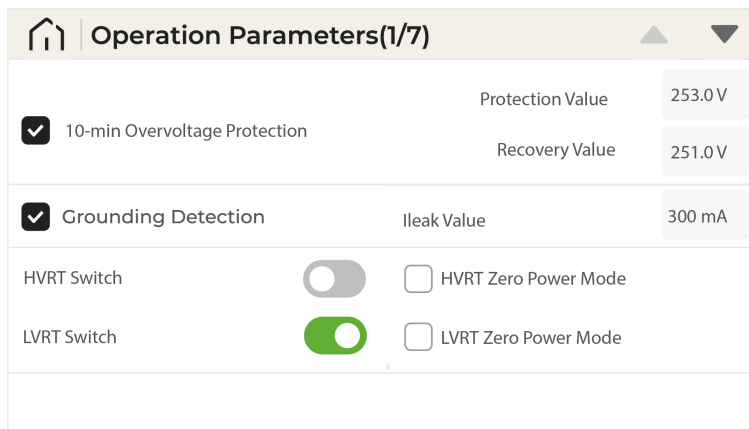 Operation Parameters(1/7)
Protection Value 253.0 V
10-min Overvoltage Protection
Recovery Value 251.0 V
Grounding Detection Ileak Value 300 mA
HVRT Switch HVRT Zero Power Mode
LVRT Switch LVRT Zero Power Mode